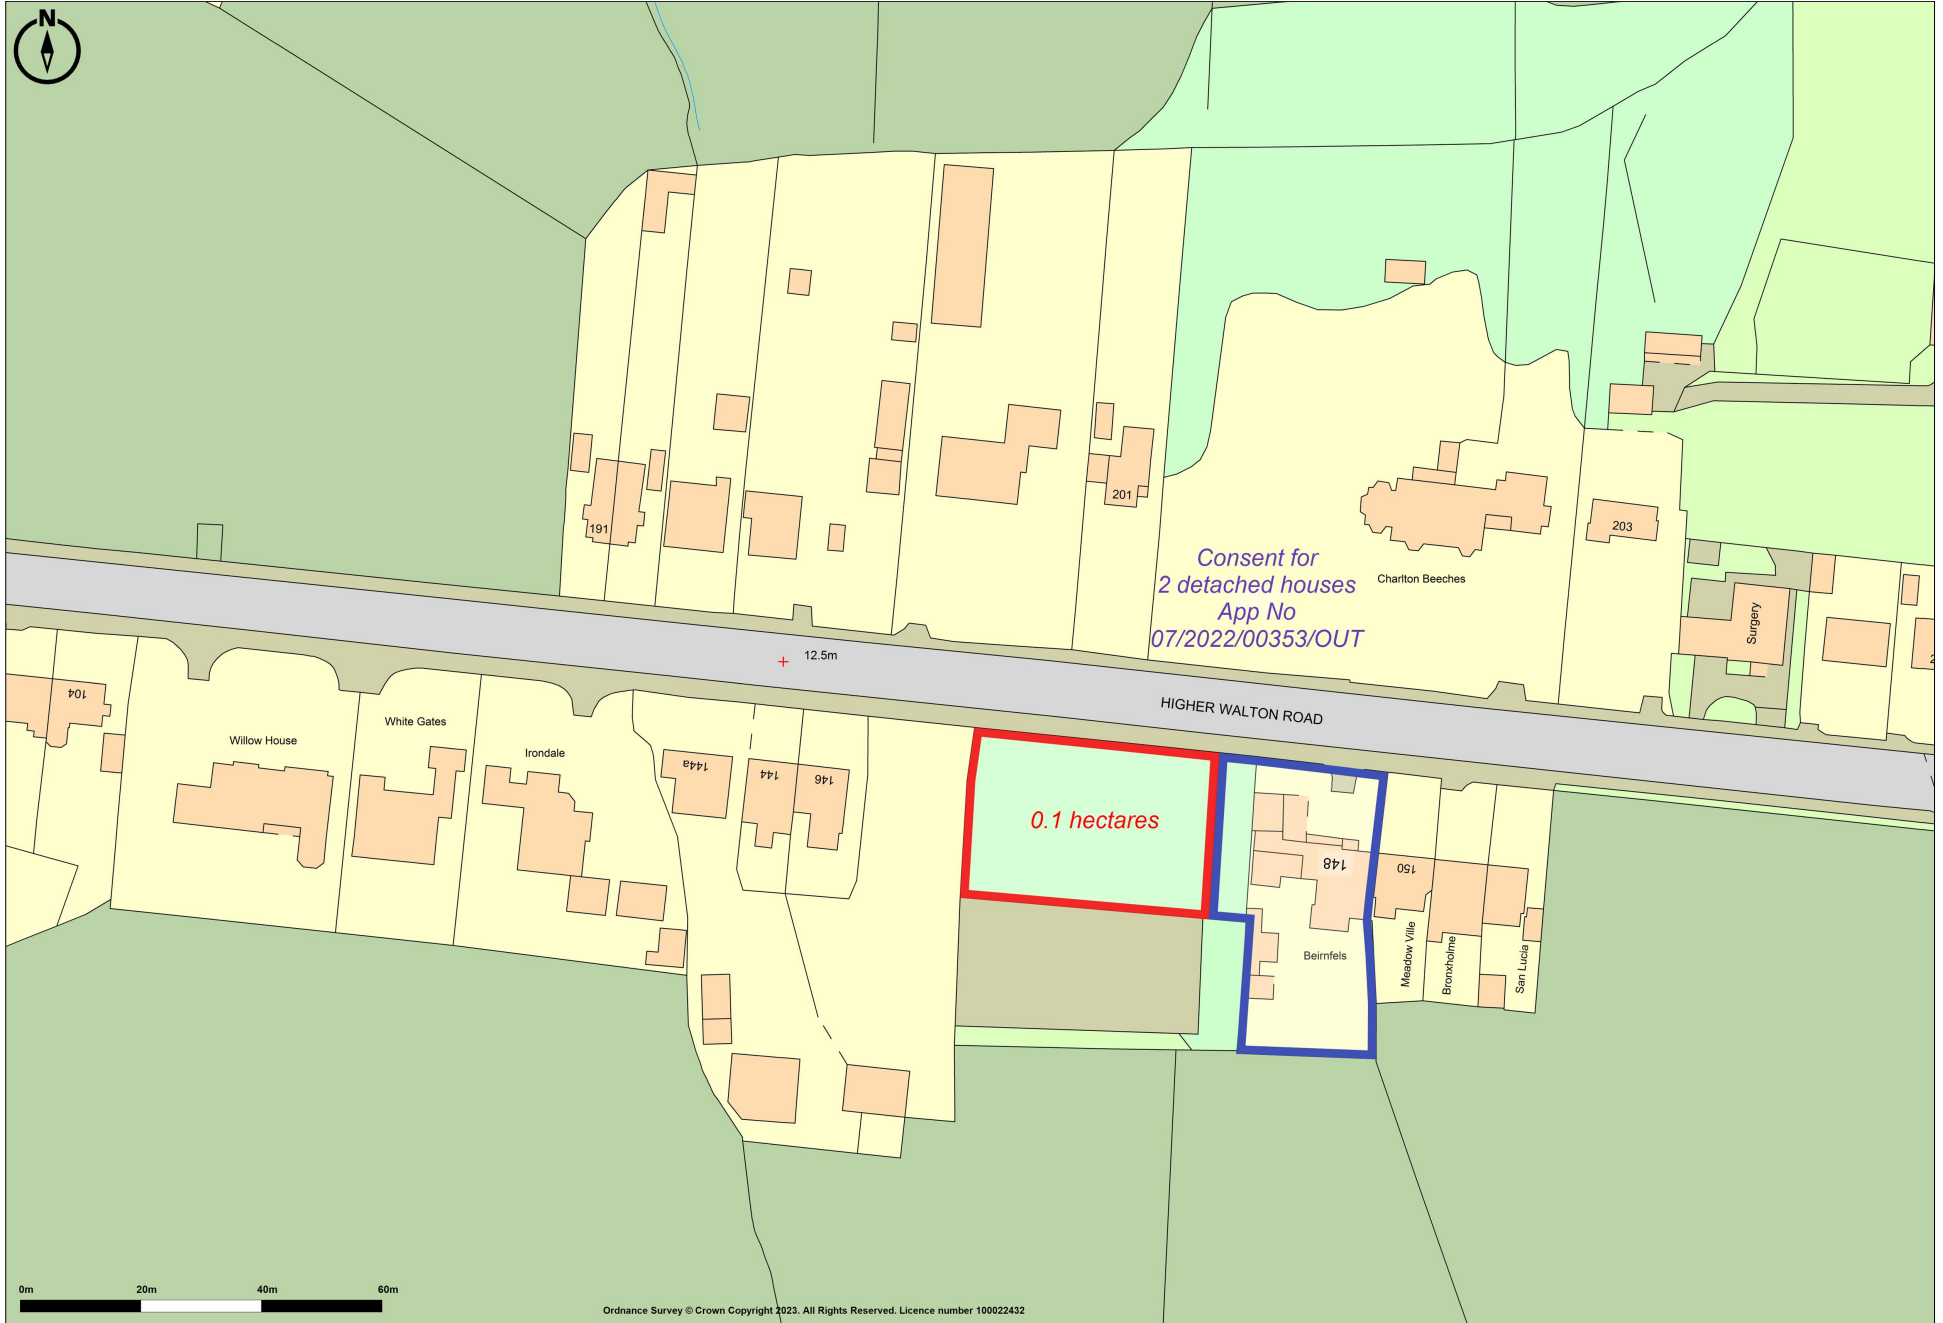 N
201
191
203
Consent for
2 detached houses
App No
07/2022/00353/OUT
Charlton Beeches
Surgery
2
12.5m
HIGHER WALTON ROAD
104
Willow House
White Gates
Irondale
144a
144
146
0.1 hectares
148
150
Beirnfels
Meadow Ville
Bronxholme
San Lucia
0m 20m 40m 60m
Ordnance Survey © Crown Copyright 2023. All Rights Reserved. Licence number 100022432